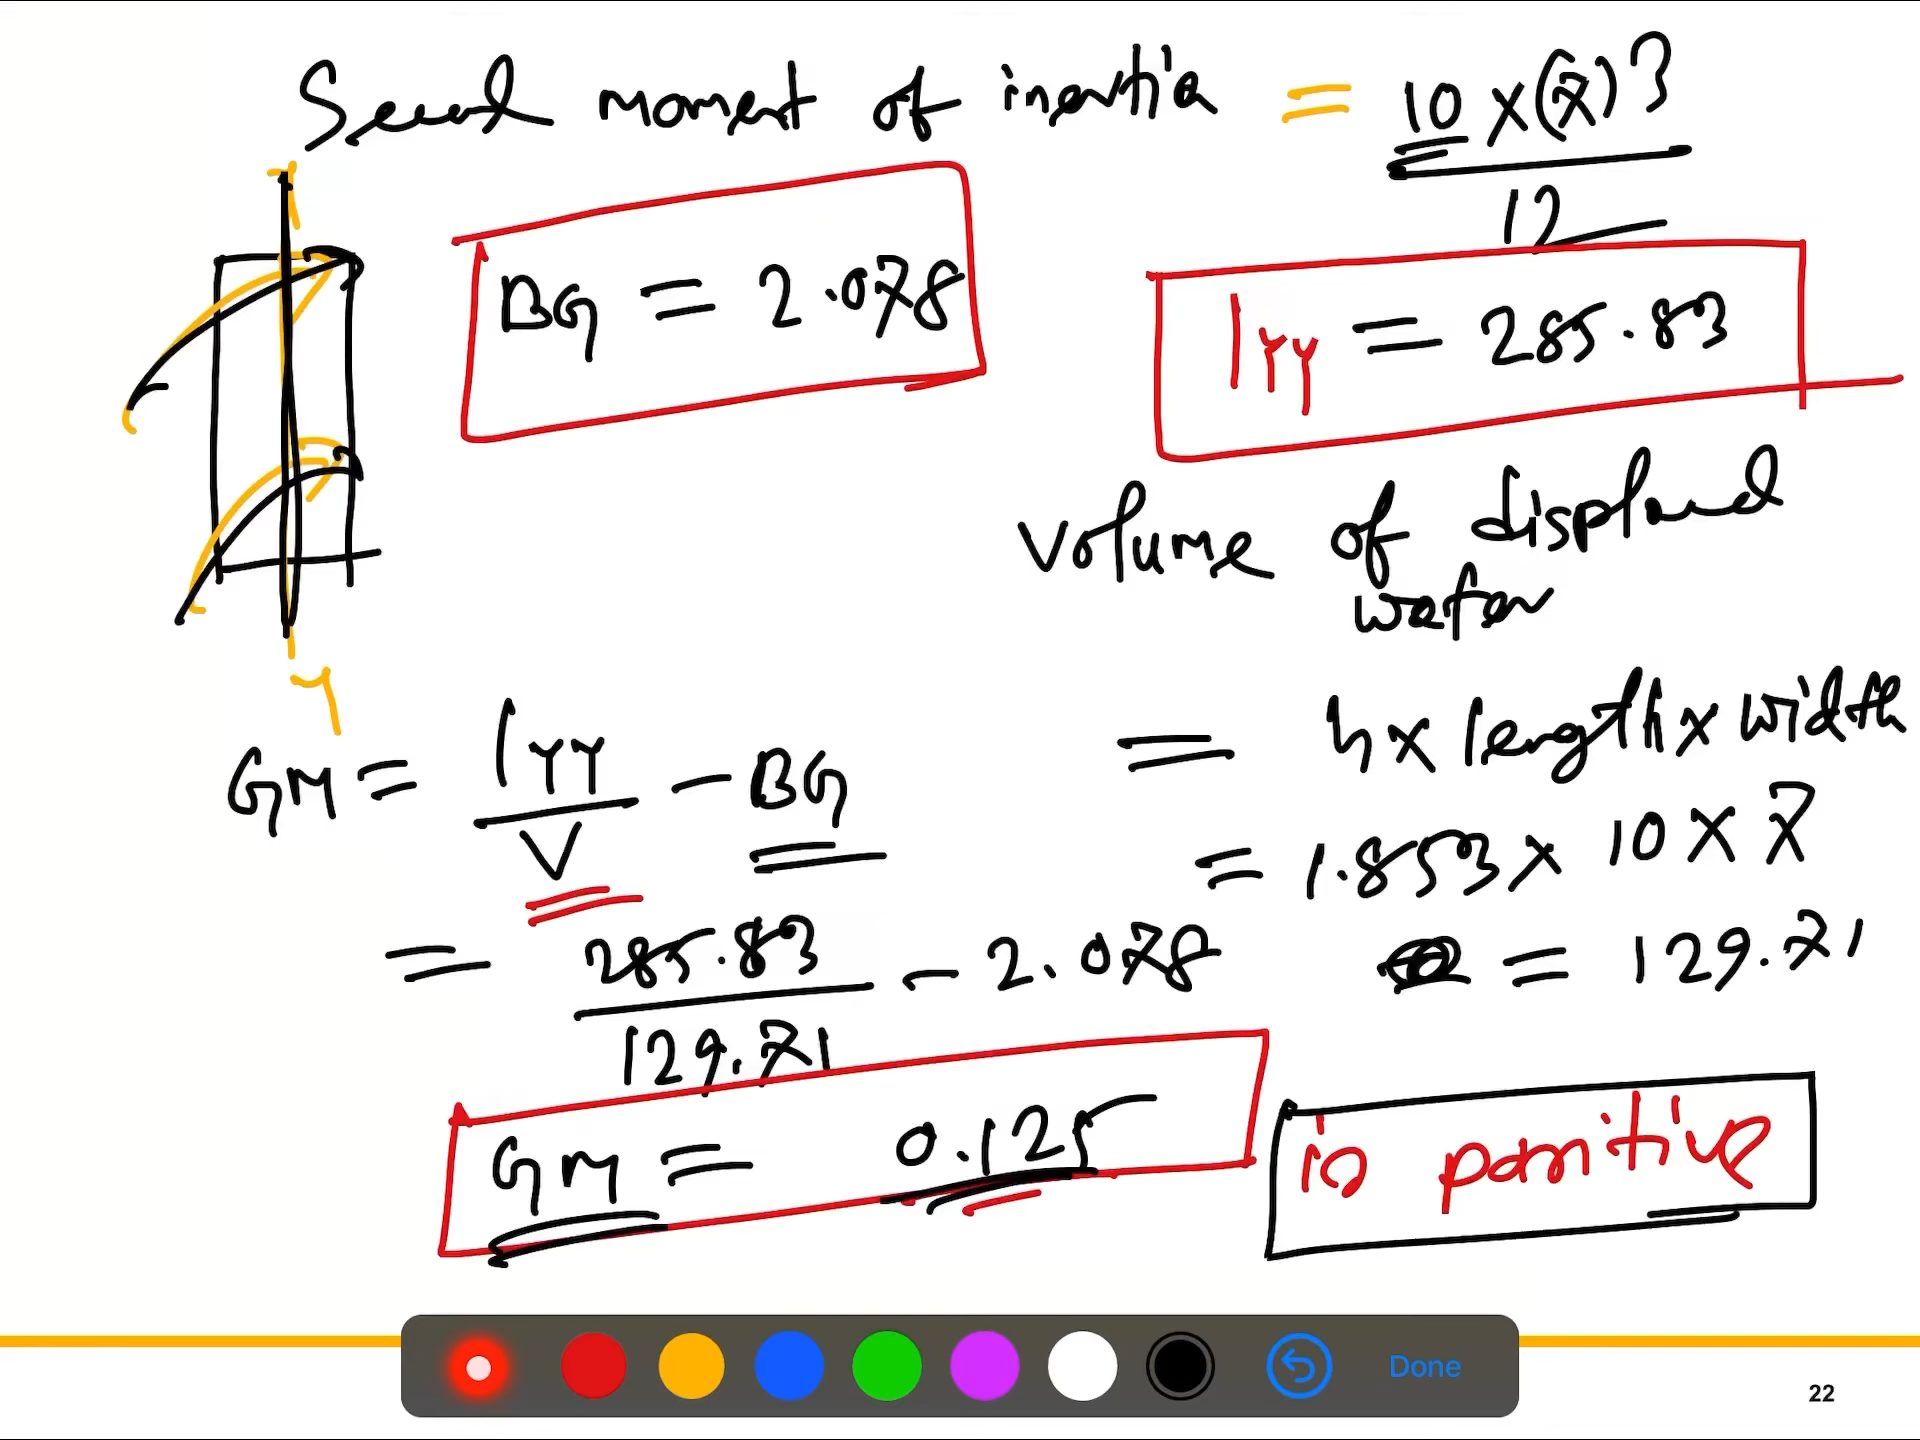 Second moment of inertia = 10 x (7)3
12
BG = 2.078
IYY = 285.83
volume of displaced
water
Y
GM = IYY
V
- BG
= h x length x width
= 1.853 x 10 x 7
= 129.71
= 285.83
129.71
- 2.078
GM = 0.125
is positive
Done
22